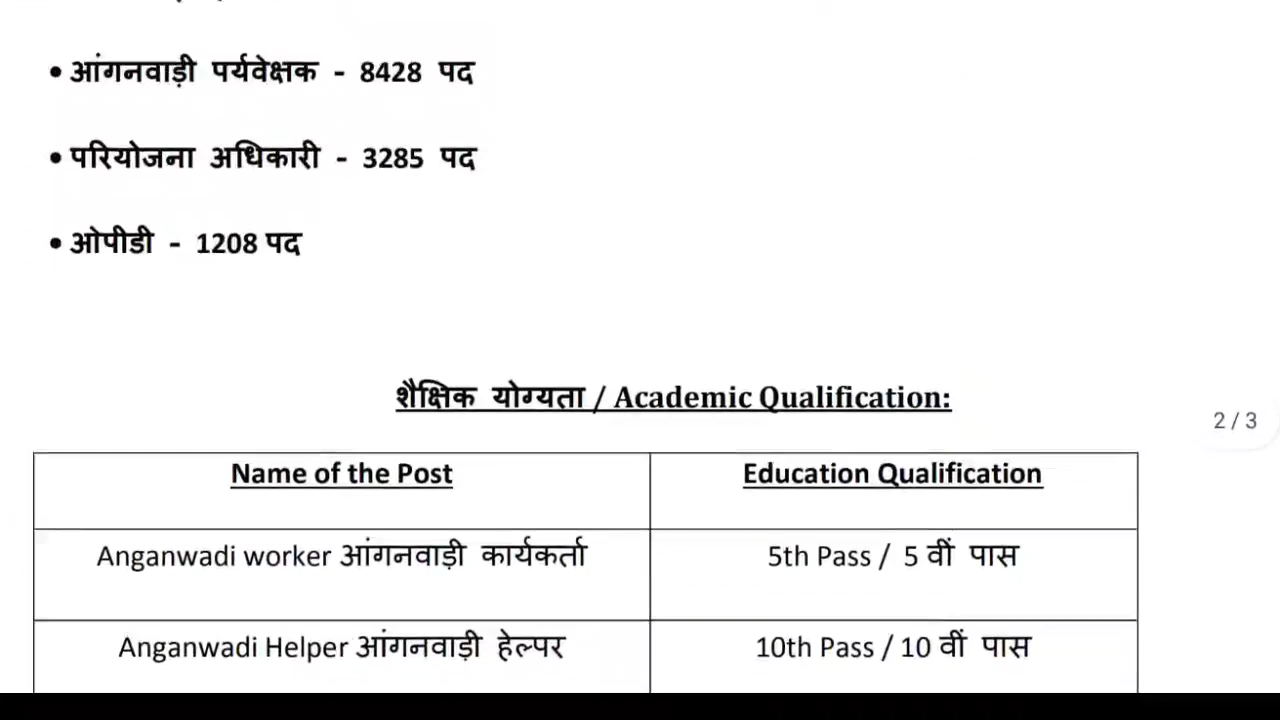 • आंगनवाड़ी पर्यवेक्षक - 8428 पद
• परियोजना अधिकारी - 3285 पद
• ओपीडी - 1208 पद
शैक्षिक योग्यता / Academic Qualification:
2 / 3
Name of the Post Education Qualification
Anganwadi worker आंगनवाड़ी कार्यकर्ता 5th Pass / 5 वीं पास
Anganwadi Helper आंगनवाड़ी हेल्पर 10th Pass / 10 वीं पास